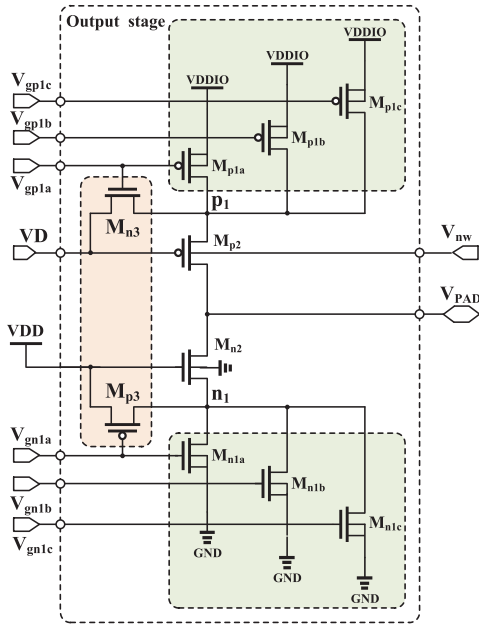 Output stage
VDDIO
VDDIO
VDDIO
Vgp1c
Mp1c
Vgp1b
Mp1b
Vgp1a
Mp1a
p1
Mn3
VD
Mp2
Vnw
VPAD
VDD
Mn2
Mp3
n1
Vgn1a
Mn1a
Mn1b
Vgn1b
Mn1c
Vgn1c
GND
GND
GND